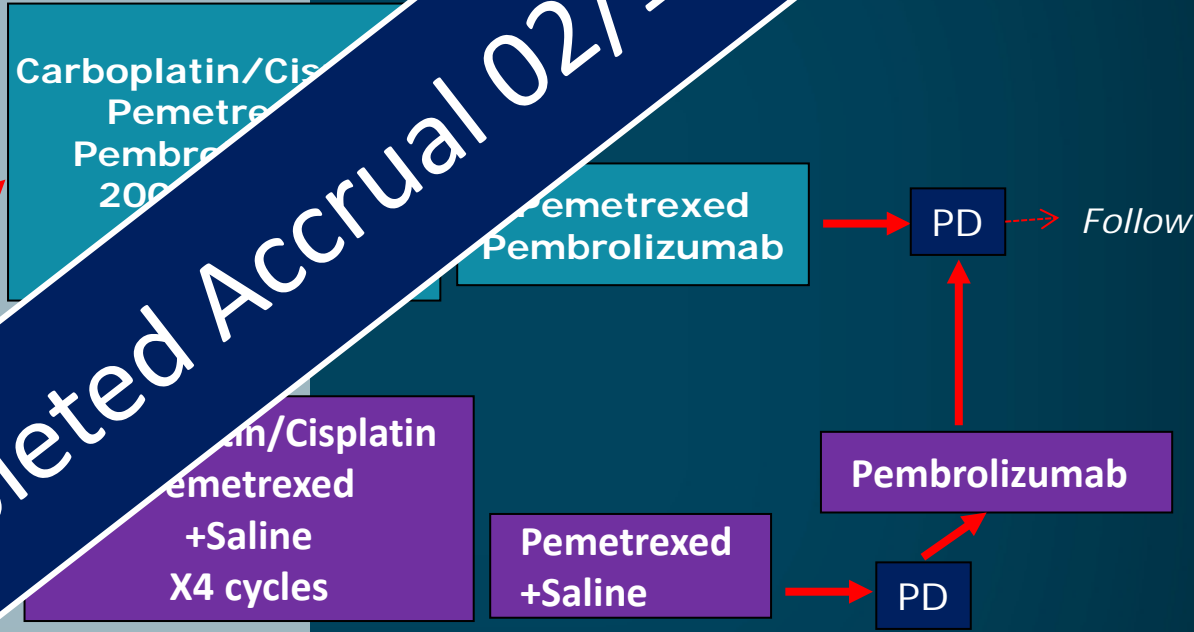 Carboplatin/Cis
Pemetre
Pembro
200
Pemetrexed
Pembrolizumab
PD
Follow
leted Accrual 02/
tin/Cisplatin
emetrexed
+Saline
X4 cycles
Pemetrexed
+Saline
PD
Pembrolizumab